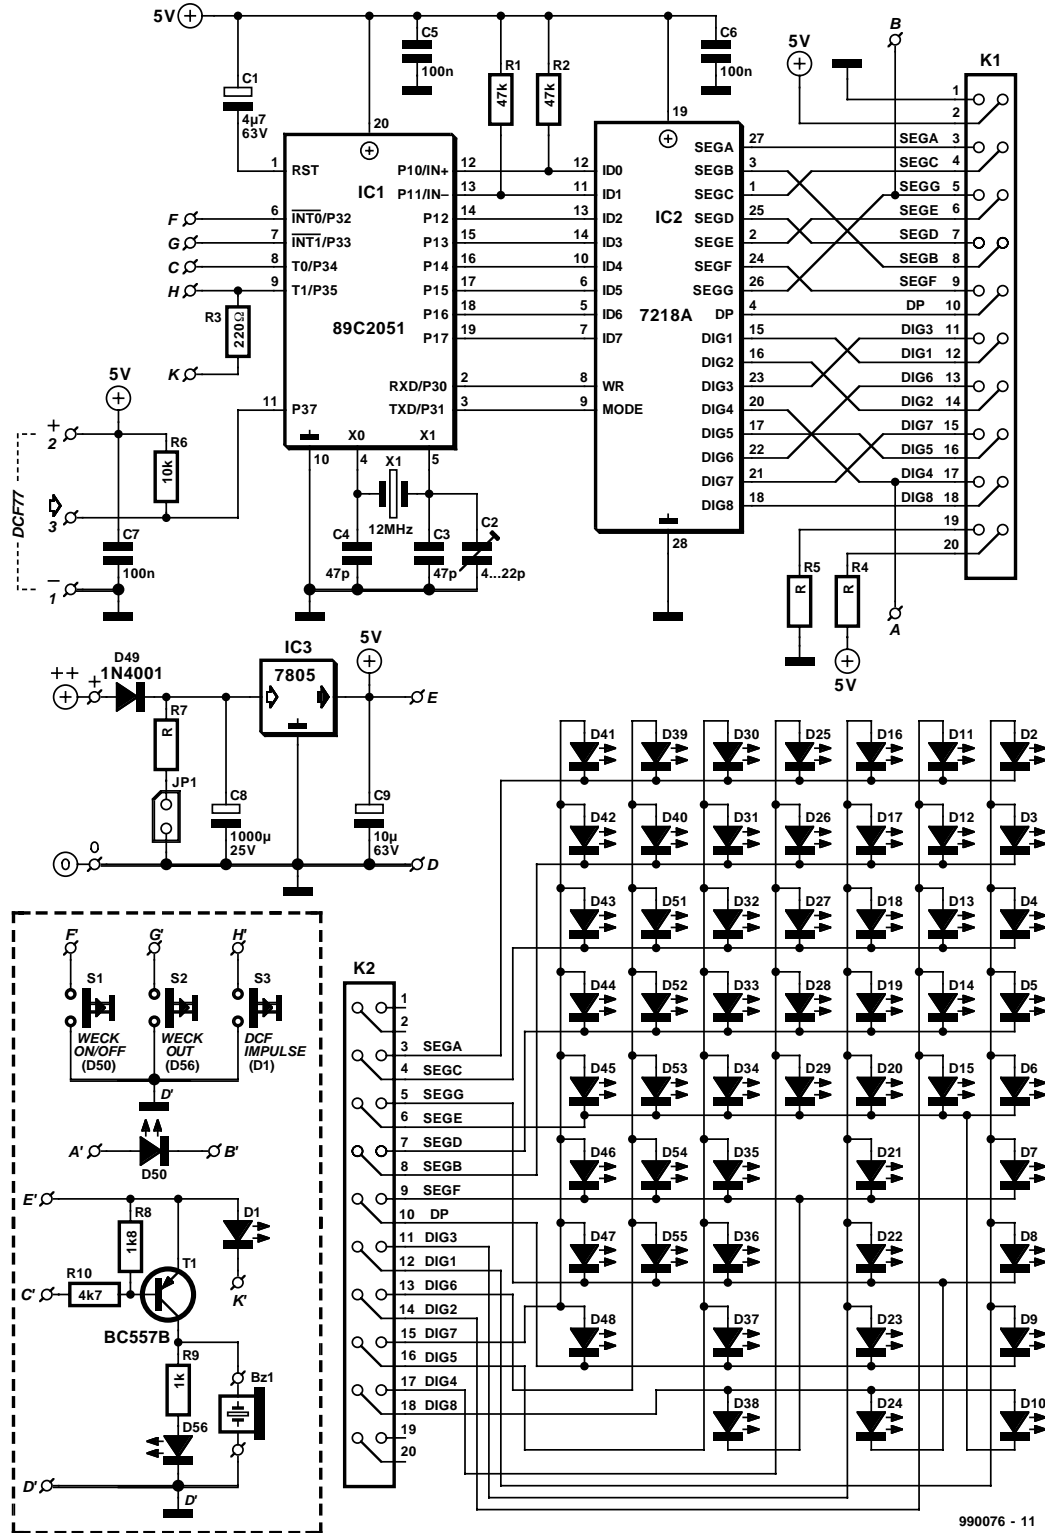 5V
C1
4µ7
63V
C5
100n
R1
47k
R2
47k
C6
100n
B
5V
K1
20
19
1 RST
IC1
P10/IN+ 12
P11/IN– 13
F 6 INT0/P32
P12 14
G 7 INT1/P33
P13 15
C 8 T0/P34
P14 16
H 9 T1/P35
P15 17
P16 18
89C2051
P17 19
R3
220Ω
K
RXD/P30 2
11 P37
TXD/P31 3
X0 X1
10 4 5
12 ID0
11 ID1
13 ID2
14 ID3
10 ID4
6 ID5
5 ID6
7 ID7
8 WR
9 MODE
IC2
7218A
SEGA 27
SEGB 3
SEGC 1
SEGD 25
SEGE 2
SEGF 24
SEGG 26
DP 4
DIG1 15
DIG2 16
DIG3 23
DIG4 20
DIG5 17
DIG6 22
DIG7 21
DIG8 18
28
1
2
SEGA 3
SEGC 4
SEGG 5
SEGE 6
SEGD 7
SEGB 8
SEGF 9
DP 10
DIG3 11
DIG1 12
DIG6 13
DIG2 14
DIG7 15
DIG5 16
DIG4 17
DIG8 18
19
20
R5
R
R4
R
5V
A
5V
DCF77
+
2
3
–
1
R6
10k
C7
100n
X1
12MHz
C4
47p
C3
47p
C2
4...22p
++
+
D49
1N4001
IC3
7805
5V
E
R7
R
JP1
C8
1000µ
25V
C9
10µ
63V
0
0
D
F' G' H'
S1 S2 S3
WECK
ON/OFF
(D50)
WECK
OUT
(D56)
DCF
IMPULSE
(D1)
D'
A' B'
D50
E'
R8
1k8
D1
K'
C'
R10
4k7
T1
BC557B
R9
1k
Bz1
D56
D'
D'
K2
1
2
3 SEGA
4 SEGC
5 SEGG
6 SEGE
7 SEGD
8 SEGB
9 SEGF
10 DP
11 DIG3
12 DIG1
13 DIG6
14 DIG2
15 DIG7
16 DIG5
17 DIG4
18 DIG8
19
20
D41 D39 D30 D25 D16 D11 D2
D42 D40 D31 D26 D17 D12 D3
D43 D51 D32 D27 D18 D13 D4
D44 D52 D33 D28 D19 D14 D5
D45 D53 D34 D29 D20 D15 D6
D46 D54 D35 D21 D7
D47 D55 D36 D22 D8
D48 D37 D23 D9
D38 D24 D10
990076 - 11